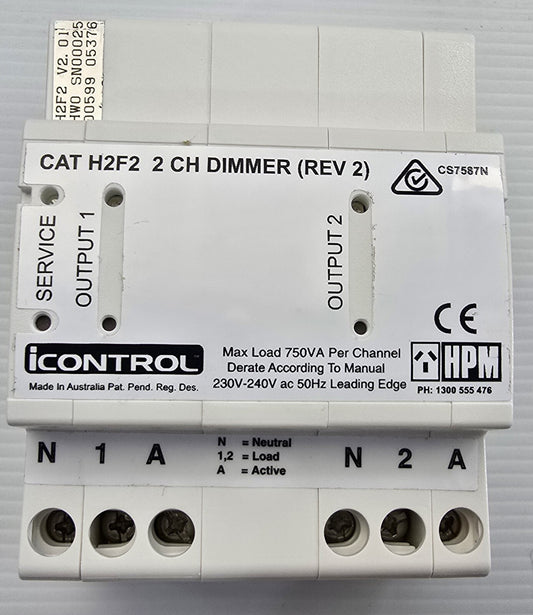 H2F2 V2.01
HW0 SN00025
00599 05376
CAT H2F2 2 CH DIMMER (REV 2)
CS7587N
SERVICE
OUTPUT 1
OUTPUT 2
CE
iCONTROL™
Made In Australia Pat. Pend. Reg. Des.
Max Load 750VA Per Channel
Derate According To Manual
230V-240V ac 50Hz Leading Edge
HPM
PH: 1300 555 476
N 1 A
N = Neutral
1,2 = Load
A = Active
N 2 A